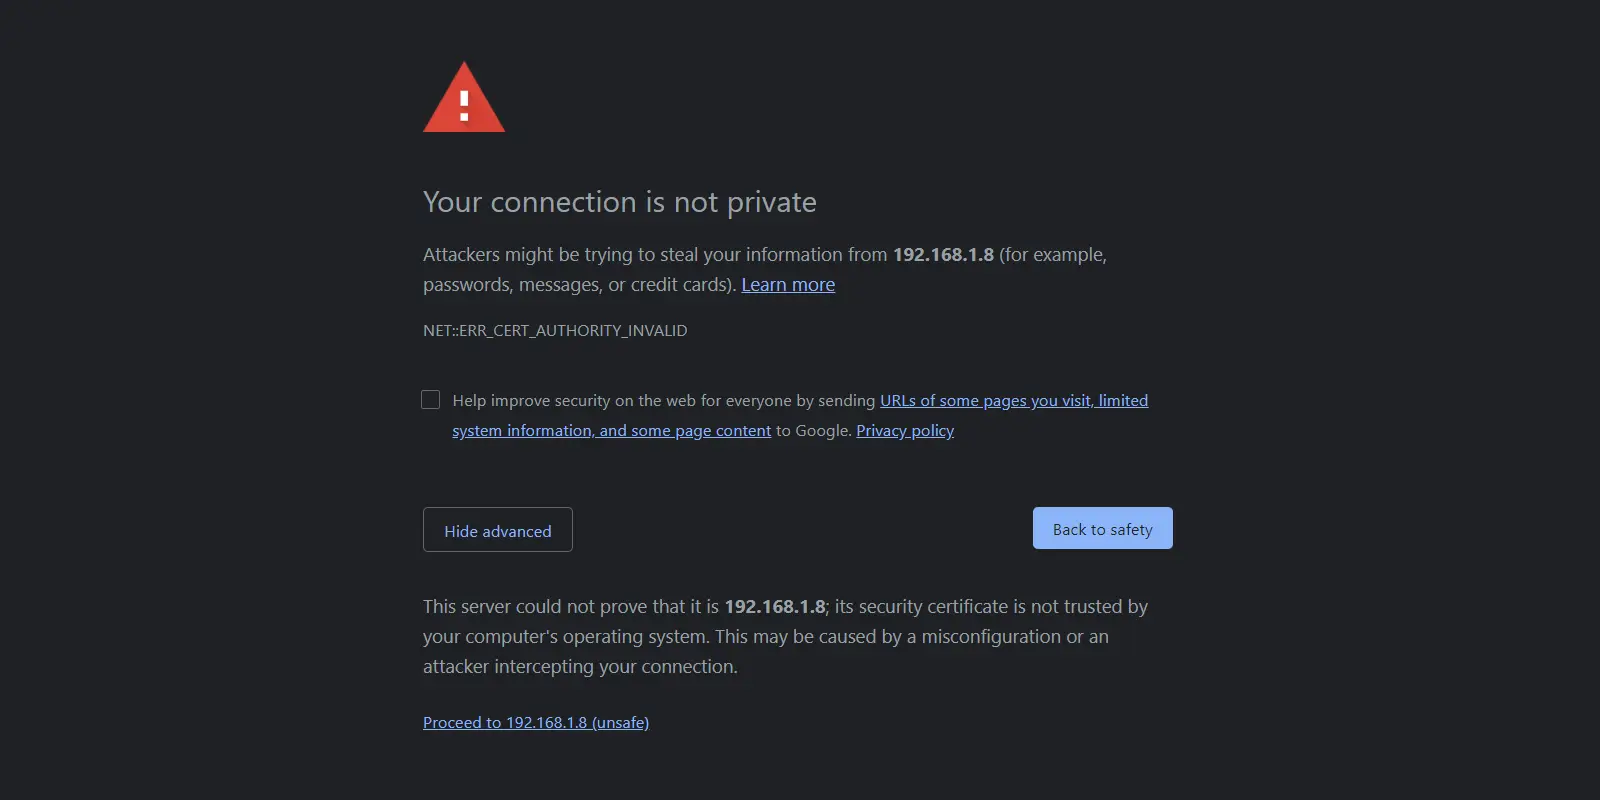 Your connection is not private
Attackers might be trying to steal your information from 192.168.1.8 (for example,
passwords, messages, or credit cards). Learn more
NET::ERR_CERT_AUTHORITY_INVALID
Help improve security on the web for everyone by sending URLs of some pages you visit, limited
system information, and some page content to Google. Privacy policy
Hide advanced
Back to safety
This server could not prove that it is 192.168.1.8; its security certificate is not trusted by
your computer's operating system. This may be caused by a misconfiguration or an
attacker intercepting your connection.
Proceed to 192.168.1.8 (unsafe)